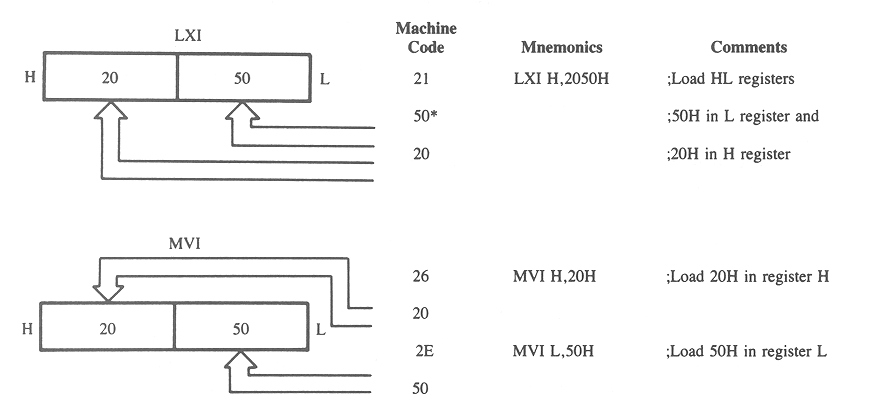 LXI
H 20 50 L
Machine
Code Mnemonics Comments
21 LXI H,2050H ;Load HL registers
50* ;50H in L register and
20 ;20H in H register
MVI
H 20 50 L
26 MVI H,20H ;Load 20H in register H
20
2E MVI L,50H ;Load 50H in register L
50